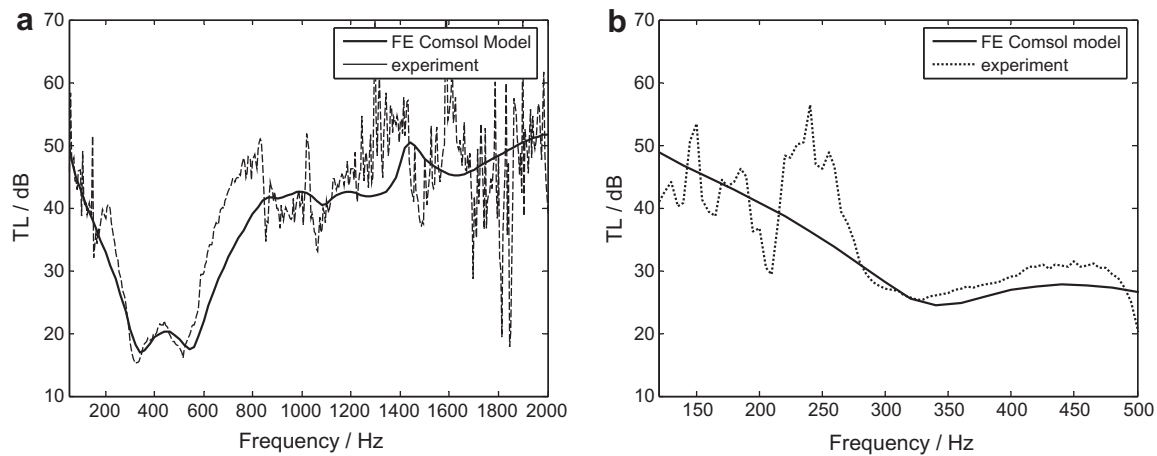 a
70
60
50
40
30
20
10
TL / dB
FE Comsol Model
experiment
200 400 600 800 1000 1200 1400 1600 1800 2000
Frequency / Hz
b
70
60
50
40
30
20
10
TL / dB
FE Comsol model
experiment
150 200 250 300 350 400 450 500
Frequency / Hz